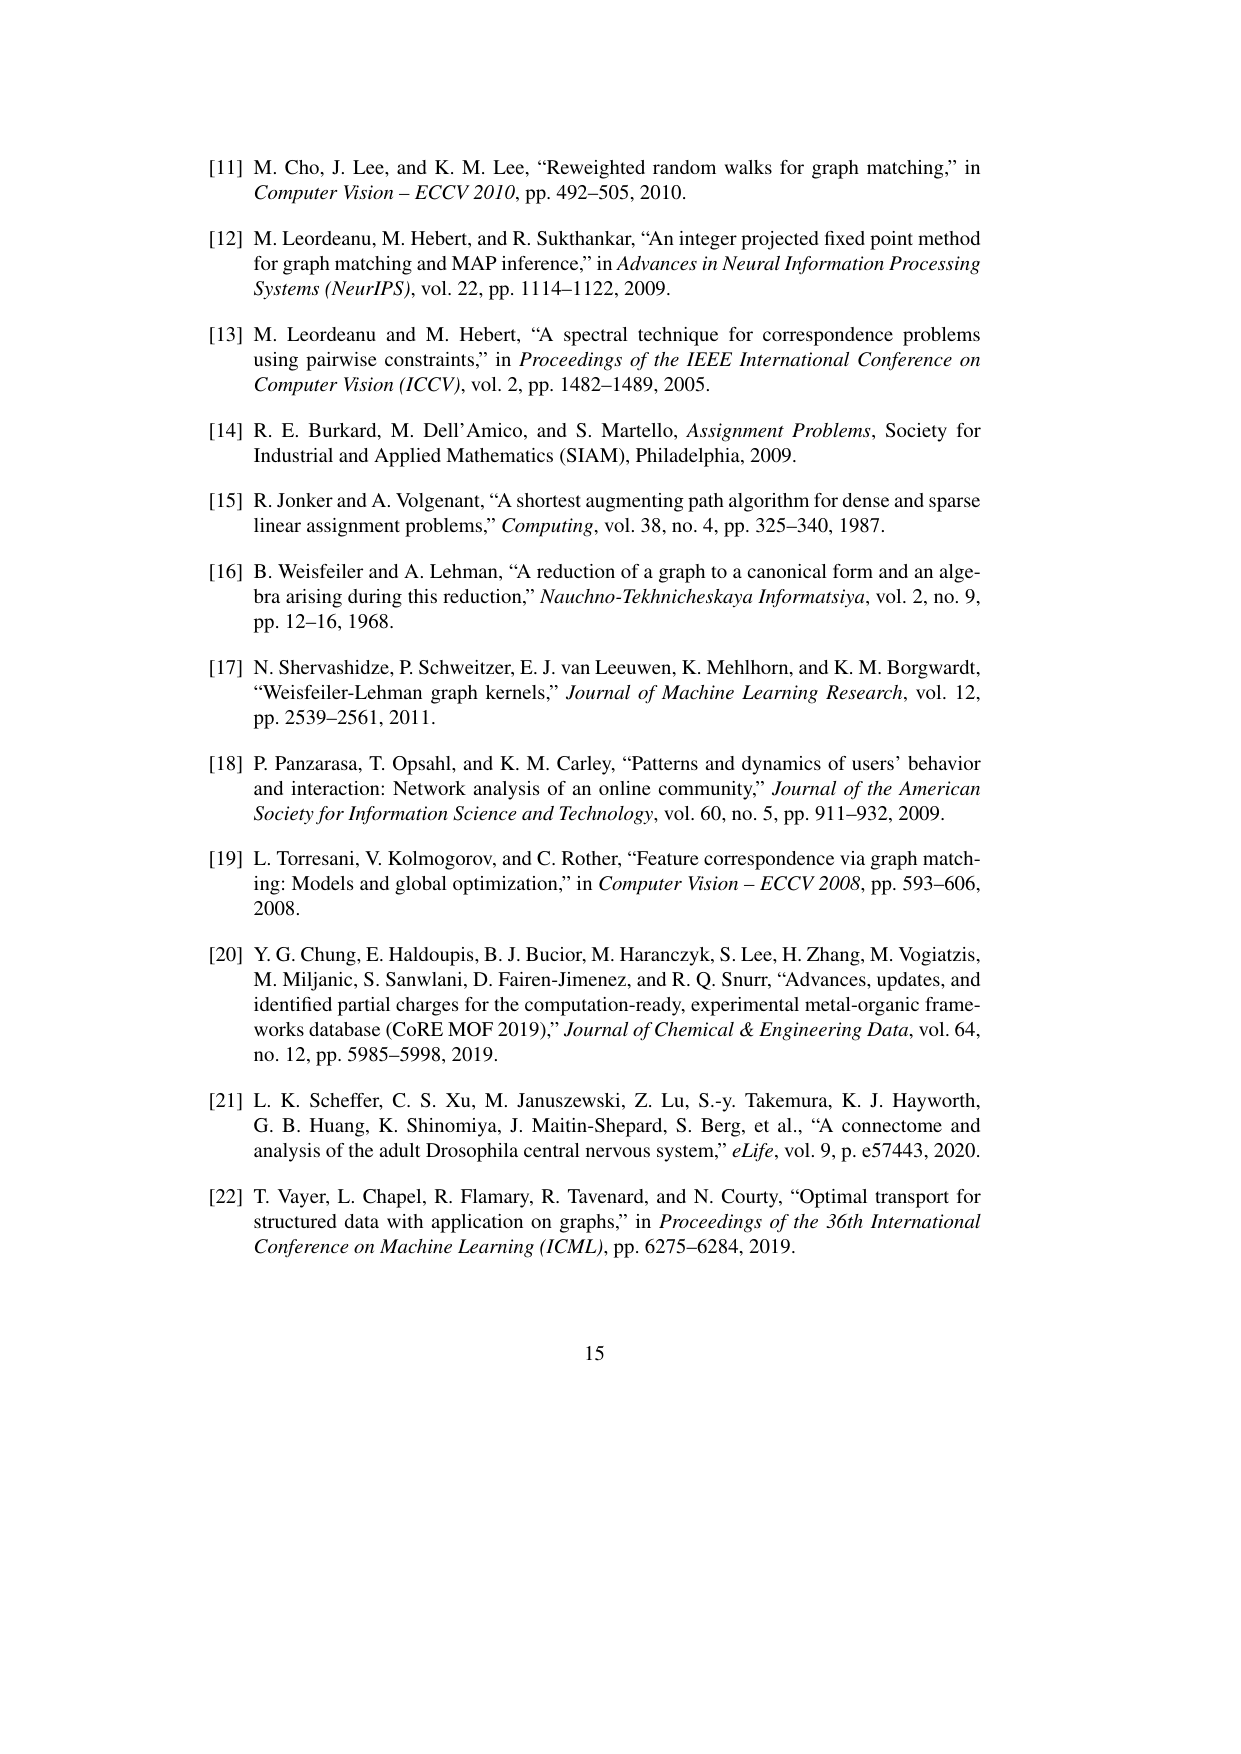 [11] M. Cho, J. Lee, and K. M. Lee, “Reweighted random walks for graph matching,” in
Computer Vision – ECCV 2010, pp. 492–505, 2010.
[12] M. Leordeanu, M. Hebert, and R. Sukthankar, “An integer projected fixed point method
for graph matching and MAP inference,” in Advances in Neural Information Processing
Systems (NeurIPS), vol. 22, pp. 1114–1122, 2009.
[13] M. Leordeanu and M. Hebert, “A spectral technique for correspondence problems
using pairwise constraints,” in Proceedings of the IEEE International Conference on
Computer Vision (ICCV), vol. 2, pp. 1482–1489, 2005.
[14] R. E. Burkard, M. Dell’Amico, and S. Martello, Assignment Problems, Society for
Industrial and Applied Mathematics (SIAM), Philadelphia, 2009.
[15] R. Jonker and A. Volgenant, “A shortest augmenting path algorithm for dense and sparse
linear assignment problems,” Computing, vol. 38, no. 4, pp. 325–340, 1987.
[16] B. Weisfeiler and A. Lehman, “A reduction of a graph to a canonical form and an alge-
bra arising during this reduction,” Nauchno-Tekhnicheskaya Informatsiya, vol. 2, no. 9,
pp. 12–16, 1968.
[17] N. Shervashidze, P. Schweitzer, E. J. van Leeuwen, K. Mehlhorn, and K. M. Borgwardt,
“Weisfeiler-Lehman graph kernels,” Journal of Machine Learning Research, vol. 12,
pp. 2539–2561, 2011.
[18] P. Panzarasa, T. Opsahl, and K. M. Carley, “Patterns and dynamics of users’ behavior
and interaction: Network analysis of an online community,” Journal of the American
Society for Information Science and Technology, vol. 60, no. 5, pp. 911–932, 2009.
[19] L. Torresani, V. Kolmogorov, and C. Rother, “Feature correspondence via graph match-
ing: Models and global optimization,” in Computer Vision – ECCV 2008, pp. 593–606,
2008.
[20] Y. G. Chung, E. Haldoupis, B. J. Bucior, M. Haranczyk, S. Lee, H. Zhang, M. Vogiatzis,
M. Miljanic, S. Sanwlani, D. Fairen-Jimenez, and R. Q. Snurr, “Advances, updates, and
identified partial charges for the computation-ready, experimental metal-organic frame-
works database (CoRE MOF 2019),” Journal of Chemical & Engineering Data, vol. 64,
no. 12, pp. 5985–5998, 2019.
[21] L. K. Scheffer, C. S. Xu, M. Januszewski, Z. Lu, S.-y. Takemura, K. J. Hayworth,
G. B. Huang, K. Shinomiya, J. Maitin-Shepard, S. Berg, et al., “A connectome and
analysis of the adult Drosophila central nervous system,” eLife, vol. 9, p. e57443, 2020.
[22] T. Vayer, L. Chapel, R. Flamary, R. Tavenard, and N. Courty, “Optimal transport for
structured data with application on graphs,” in Proceedings of the 36th International
Conference on Machine Learning (ICML), pp. 6275–6284, 2019.
15